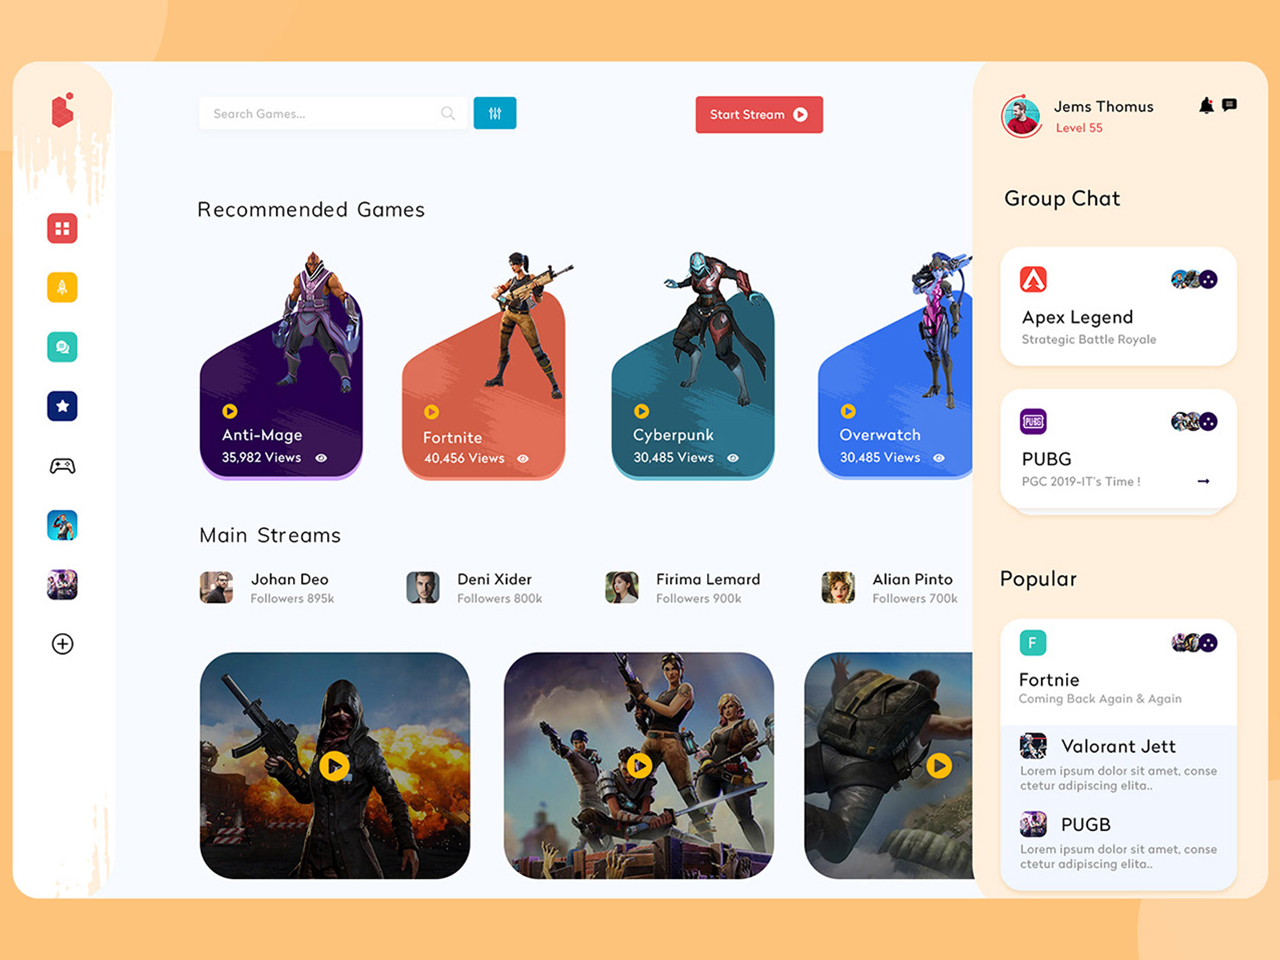 Search Games...
Start Stream
Jems Thomus
Level 55
Recommended Games
Anti-Mage
35,982 Views
Fortnite
40,456 Views
Cyberpunk
30,485 Views
Overwatch
30,485 Views
Main Streams
Johan Deo
Followers 895k
Deni Xider
Followers 800k
Firima Lemard
Followers 900k
Alian Pinto
Followers 700k
Group Chat
Apex Legend
Strategic Battle Royale
PUBG
PUBG
PGC 2019-IT's Time !
Popular
F
Fortnie
Coming Back Again & Again
Valorant Jett
Lorem ipsum dolor sit amet, conse
ctetur adipiscing elita..
PUGB
Lorem ipsum dolor sit amet, conse
ctetur adipiscing elita..